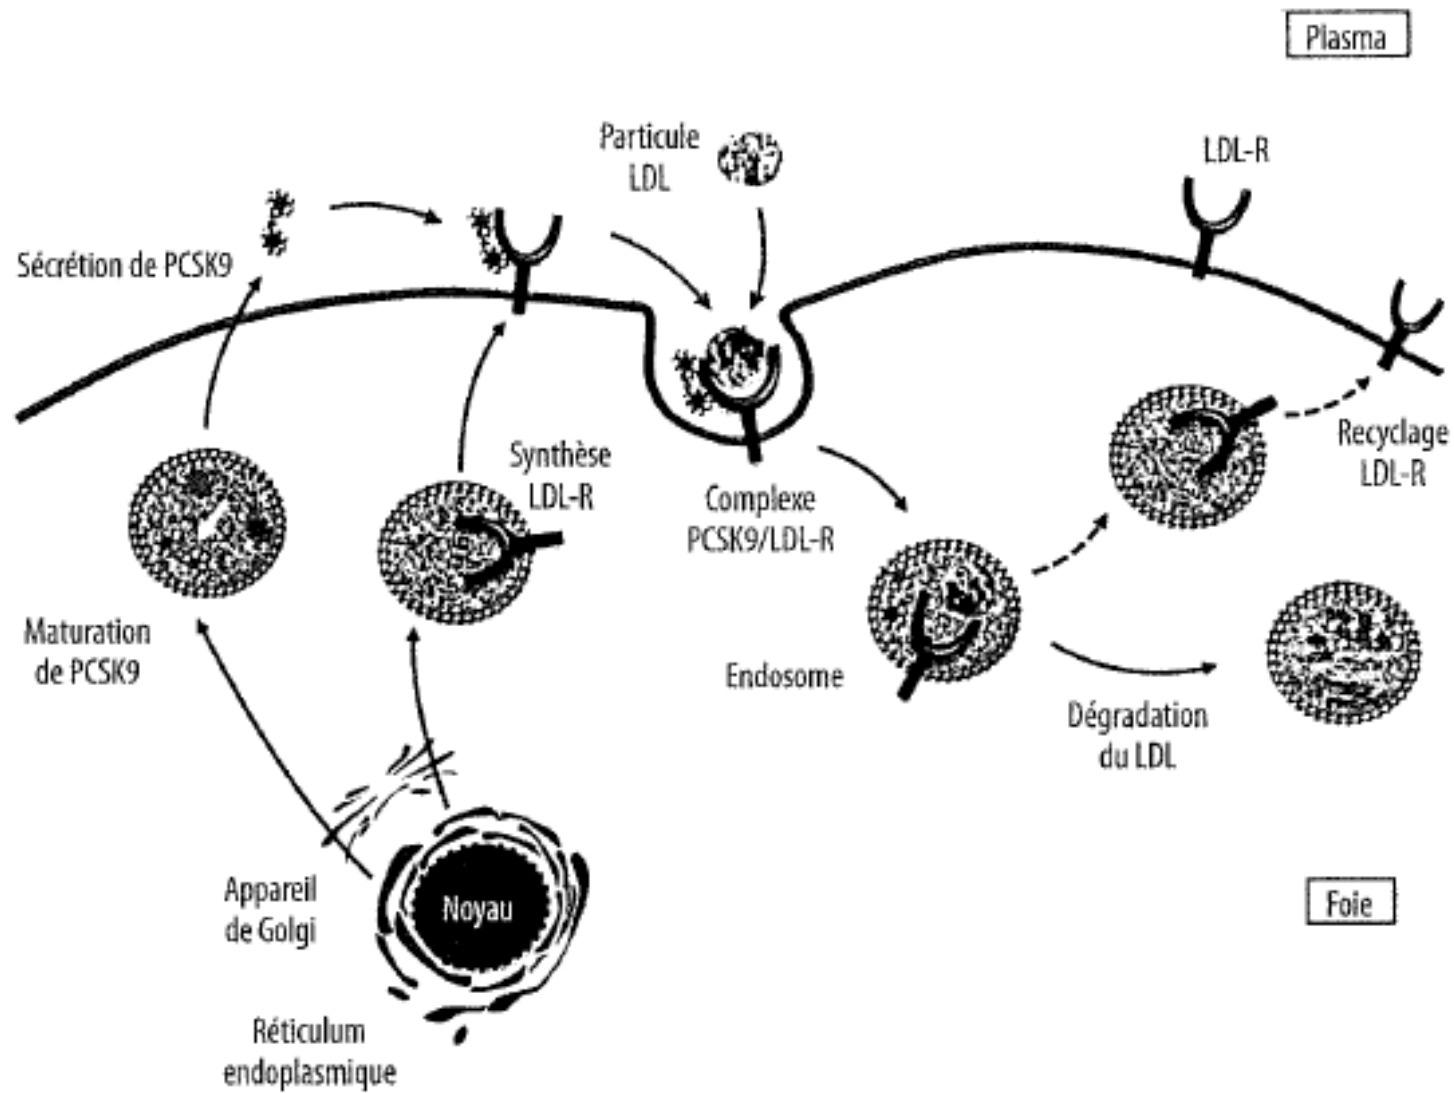 Plasma
Particule
LDL
LDL-R
Sécrétion de PCSK9
Synthèse
LDL-R
Recyclage
LDL-R
Complexe
PCSK9/LDL-R
Maturation
de PCSK9
Endosome
Dégradation
du LDL
Appareil
de Golgi
Noyau
Foie
Réticulum
endoplasmique